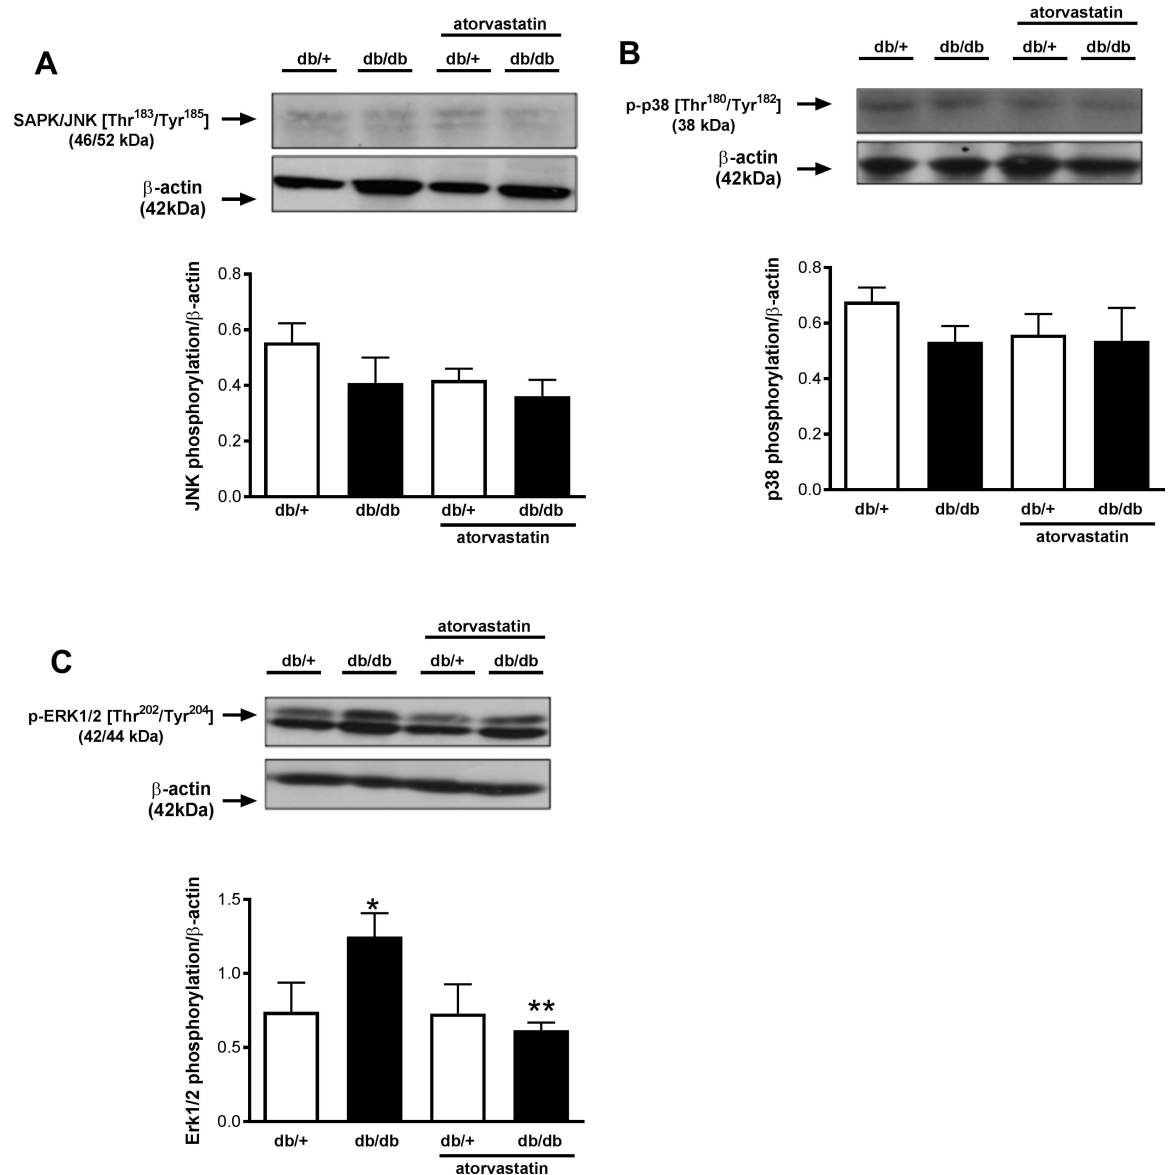 A
atorvastatin
db/+ db/db db/+ db/db
SAPK/JNK [Thr183/Tyr185]
(46/52 kDa)
β-actin
(42kDa)
JNK phosphorylation/β-actin
0.8
0.6
0.4
0.2
0.0
db/+ db/db db/+ db/db
atorvastatin
B
atorvastatin
db/+ db/db db/+ db/db
p-p38 [Thr180/Tyr182]
(38 kDa)
β-actin
(42kDa)
p38 phosphorylation/β-actin
0.8
0.6
0.4
0.2
0.0
db/+ db/db db/+ db/db
atorvastatin
C
atorvastatin
db/+ db/db db/+ db/db
p-ERK1/2 [Thr202/Tyr204]
(42/44 kDa)
β-actin
(42kDa)
Erk1/2 phosphorylation/β-actin
1.5
1.0
0.5
0.0
*
**
db/+ db/db db/+ db/db
atorvastatin